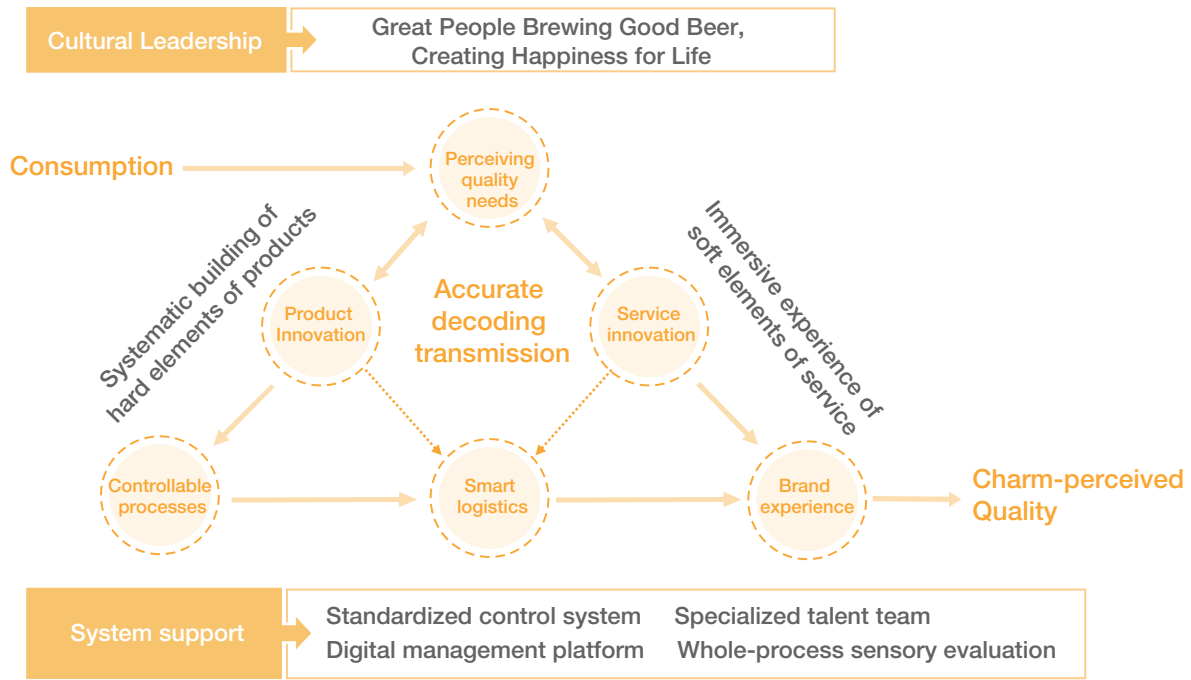 Cultural Leadership
Great People Brewing Good Beer,
Creating Happiness for Life
Consumption
Perceiving
quality
needs
Systematic building of
hard elements of products
Immersive experience of
soft elements of service
Product
Innovation
Accurate
decoding
transmission
Service
innovation
Controllable
processes
Smart
logistics
Brand
experience
Charm-perceived
Quality
System support
Standardized control system
Specialized talent team
Digital management platform
Whole-process sensory evaluation